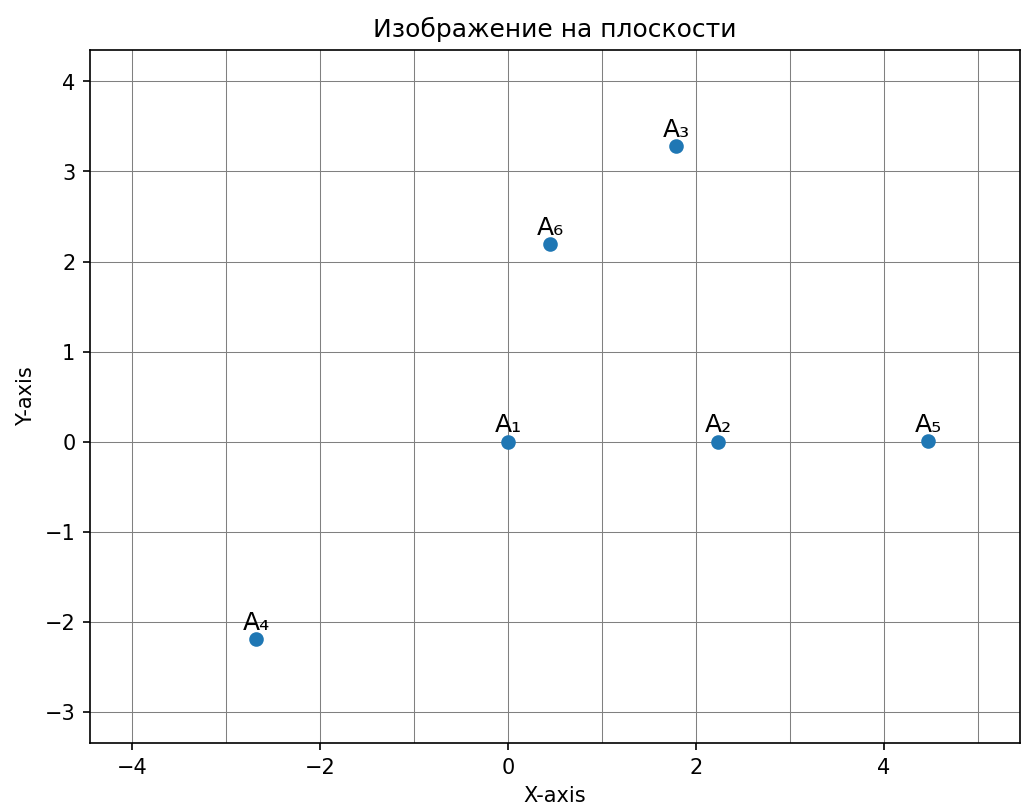 Изображение на плоскости
4
A₃
3
A₆
2
Y-axis
1
A₁
A₂
A₅
0
−1
A₄
−2
−3
−4
−2
0
2
4
X-axis